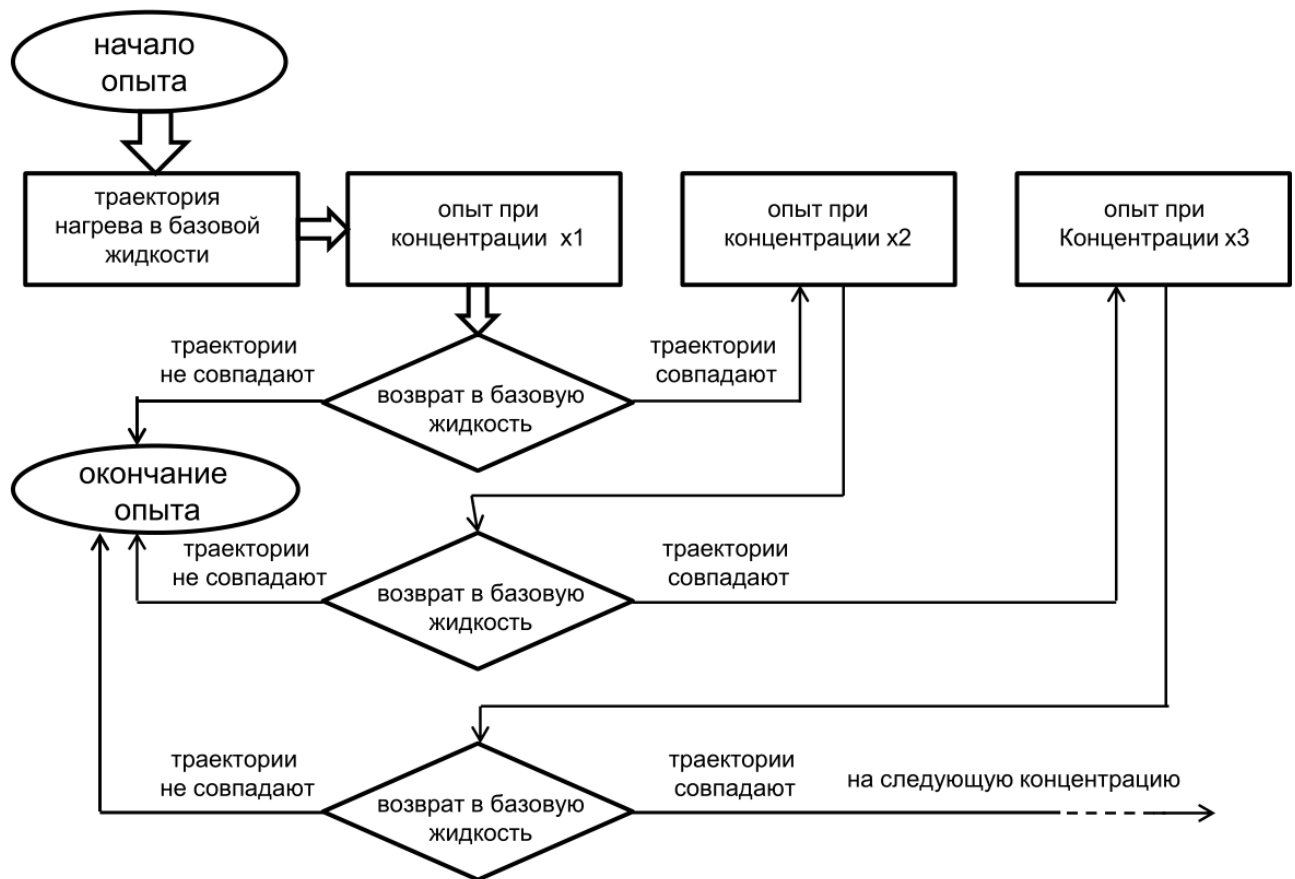 начало
опыта
траектория
нагрева в базовой
жидкости
опыт при
концентрации x1
опыт при
концентрации x2
опыт при
Концентрации x3
траектории
не совпадают
возврат в базовую
жидкость
траектории
совпадают
окончание
опыта
траектории
не совпадают
возврат в базовую
жидкость
траектории
совпадают
траектории
не совпадают
возврат в базовую
жидкость
траектории
совпадают
на следующую концентрацию